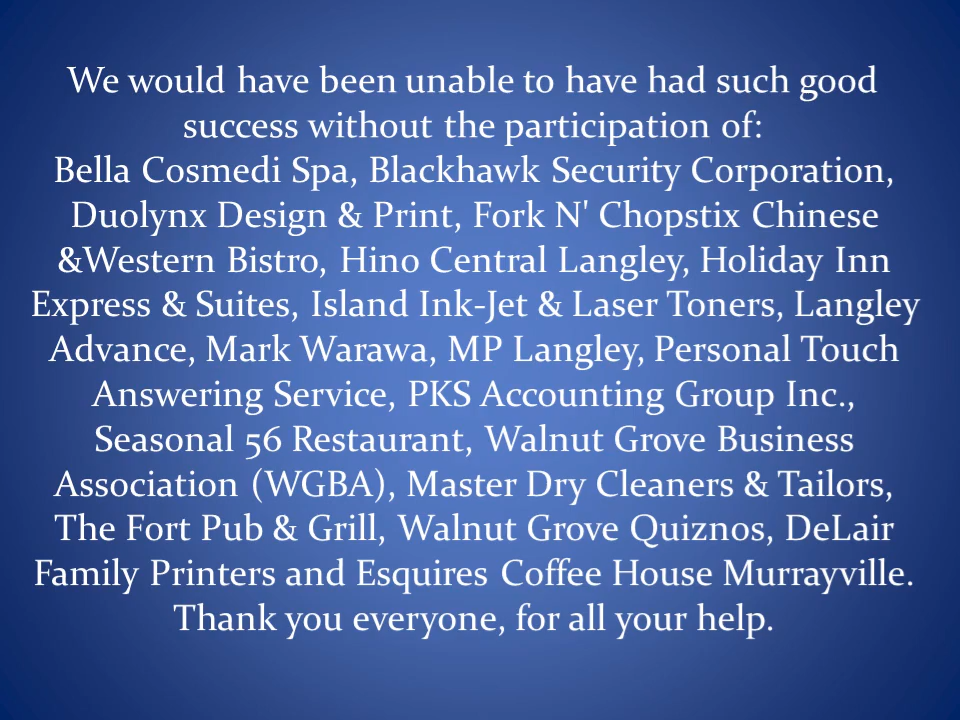 We would have been unable to have had such good
success without the participation of:
Bella Cosmedi Spa, Blackhawk Security Corporation,
Duolynx Design & Print, Fork N' Chopstix Chinese
&Western Bistro, Hino Central Langley, Holiday Inn
Express & Suites, Island Ink-Jet & Laser Toners, Langley
Advance, Mark Warawa, MP Langley, Personal Touch
Answering Service, PKS Accounting Group Inc.,
Seasonal 56 Restaurant, Walnut Grove Business
Association (WGBA), Master Dry Cleaners & Tailors,
The Fort Pub & Grill, Walnut Grove Quiznos, DeLair
Family Printers and Esquires Coffee House Murrayville.
Thank you everyone, for all your help.